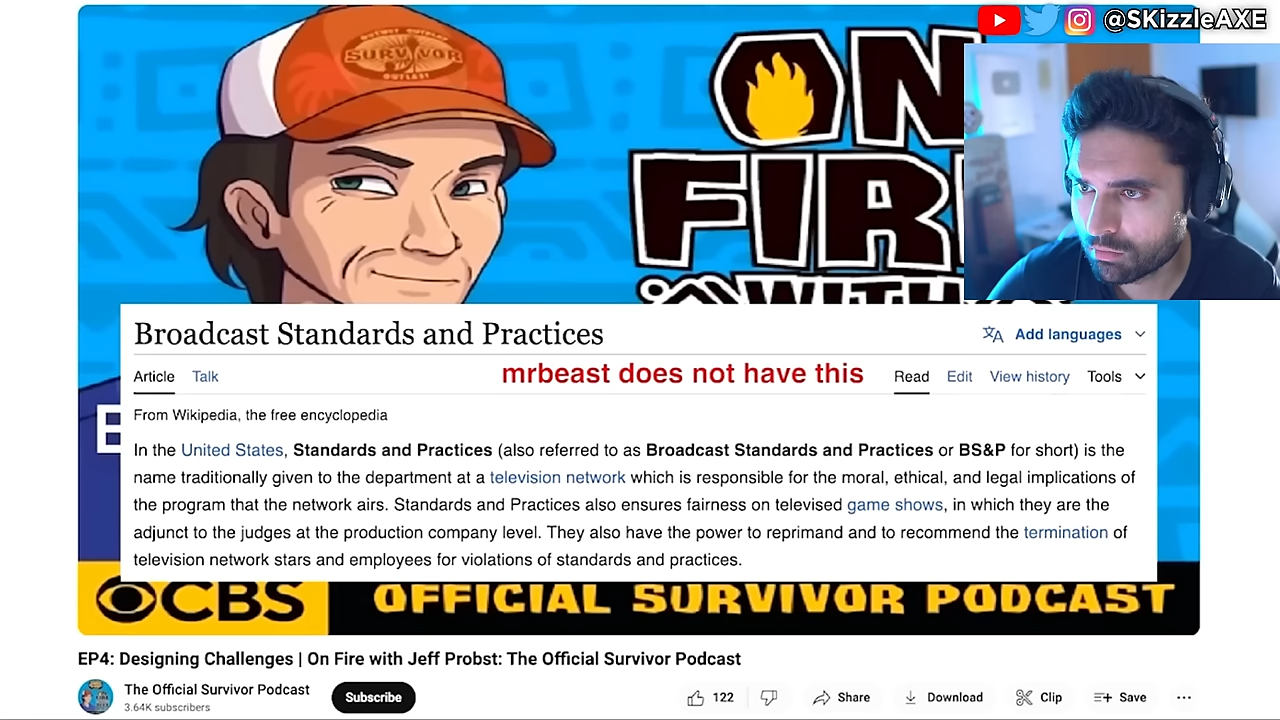 @SKizzleAXE
OUTWIT OUTPLAY
SURVIVOR
OUTLAST
ON
FIRE
WITH
Broadcast Standards and Practices
Add languages
Article Talk
mrbeast does not have this
Read Edit View history Tools
From Wikipedia, the free encyclopedia
In the United States, Standards and Practices (also referred to as Broadcast Standards and Practices or BS&P for short) is the
name traditionally given to the department at a television network which is responsible for the moral, ethical, and legal implications of
the program that the network airs. Standards and Practices also ensures fairness on televised game shows, in which they are the
adjunct to the judges at the production company level. They also have the power to reprimand and to recommend the termination of
television network stars and employees for violations of standards and practices.
CBS OFFICIAL SURVIVOR PODCAST
EP4: Designing Challenges | On Fire with Jeff Probst: The Official Survivor Podcast
The Official Survivor Podcast
3.64K subscribers
Subscribe
122
Share
Download
Clip
Save